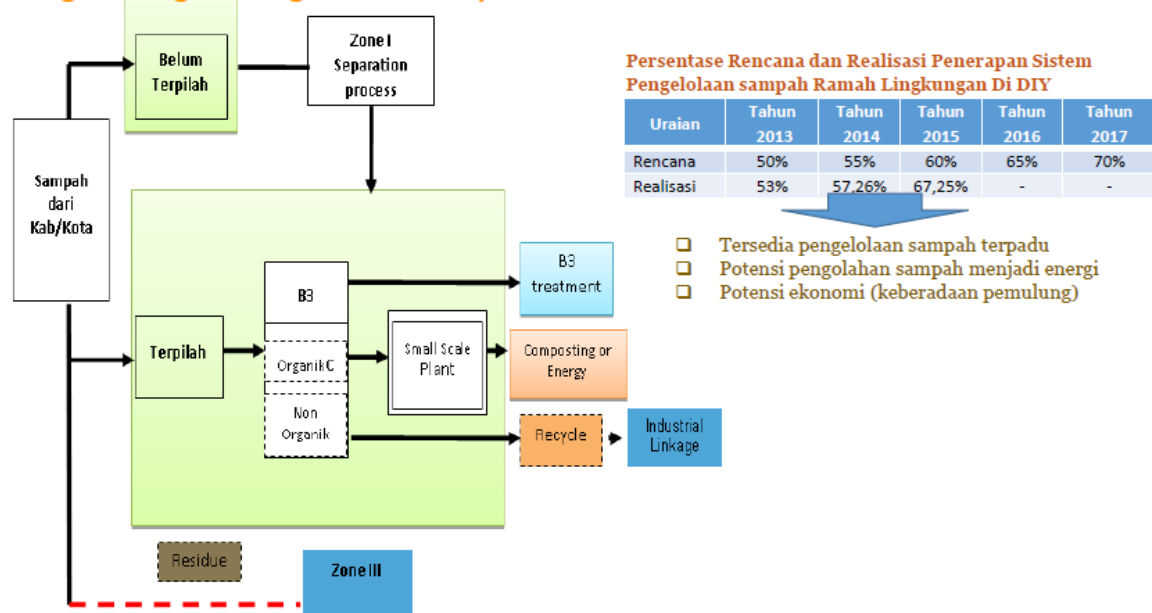 Belum
Terpilah
Zone I
Separation
process
Sampah
dari
Kab/Kota
Terpilah
B3
Organik C
Non
Organik
Small Scale
Plant
B3
treatment
Composting or
Energy
Recycle
Industrial
Linkage
Residue
Zone III
Persentase Rencana dan Realisasi Penerapan Sistem
Pengelolaan sampah Ramah Lingkungan Di DIY
Uraian Tahun 2013 Tahun 2014 Tahun 2015 Tahun 2016 Tahun 2017
Rencana 50% 55% 60% 65% 70%
Realisasi 53% 57,26% 67,25% - -
Tersedia pengelolaan sampah terpadu
Potensi pengolahan sampah menjadi energi
Potensi ekonomi (keberadaan pemulung)